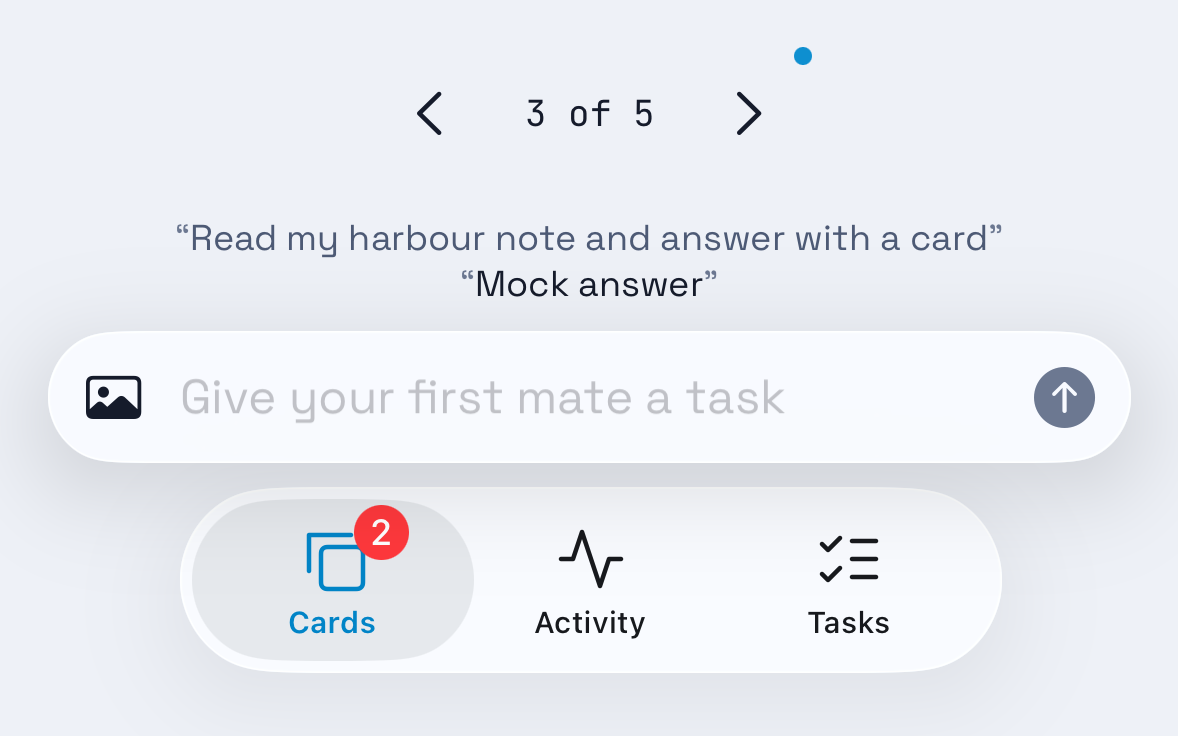 3 of 5
“Read my harbour note and answer with a card”
“Mock answer”
Give your first mate a task
2
Cards
Activity
Tasks